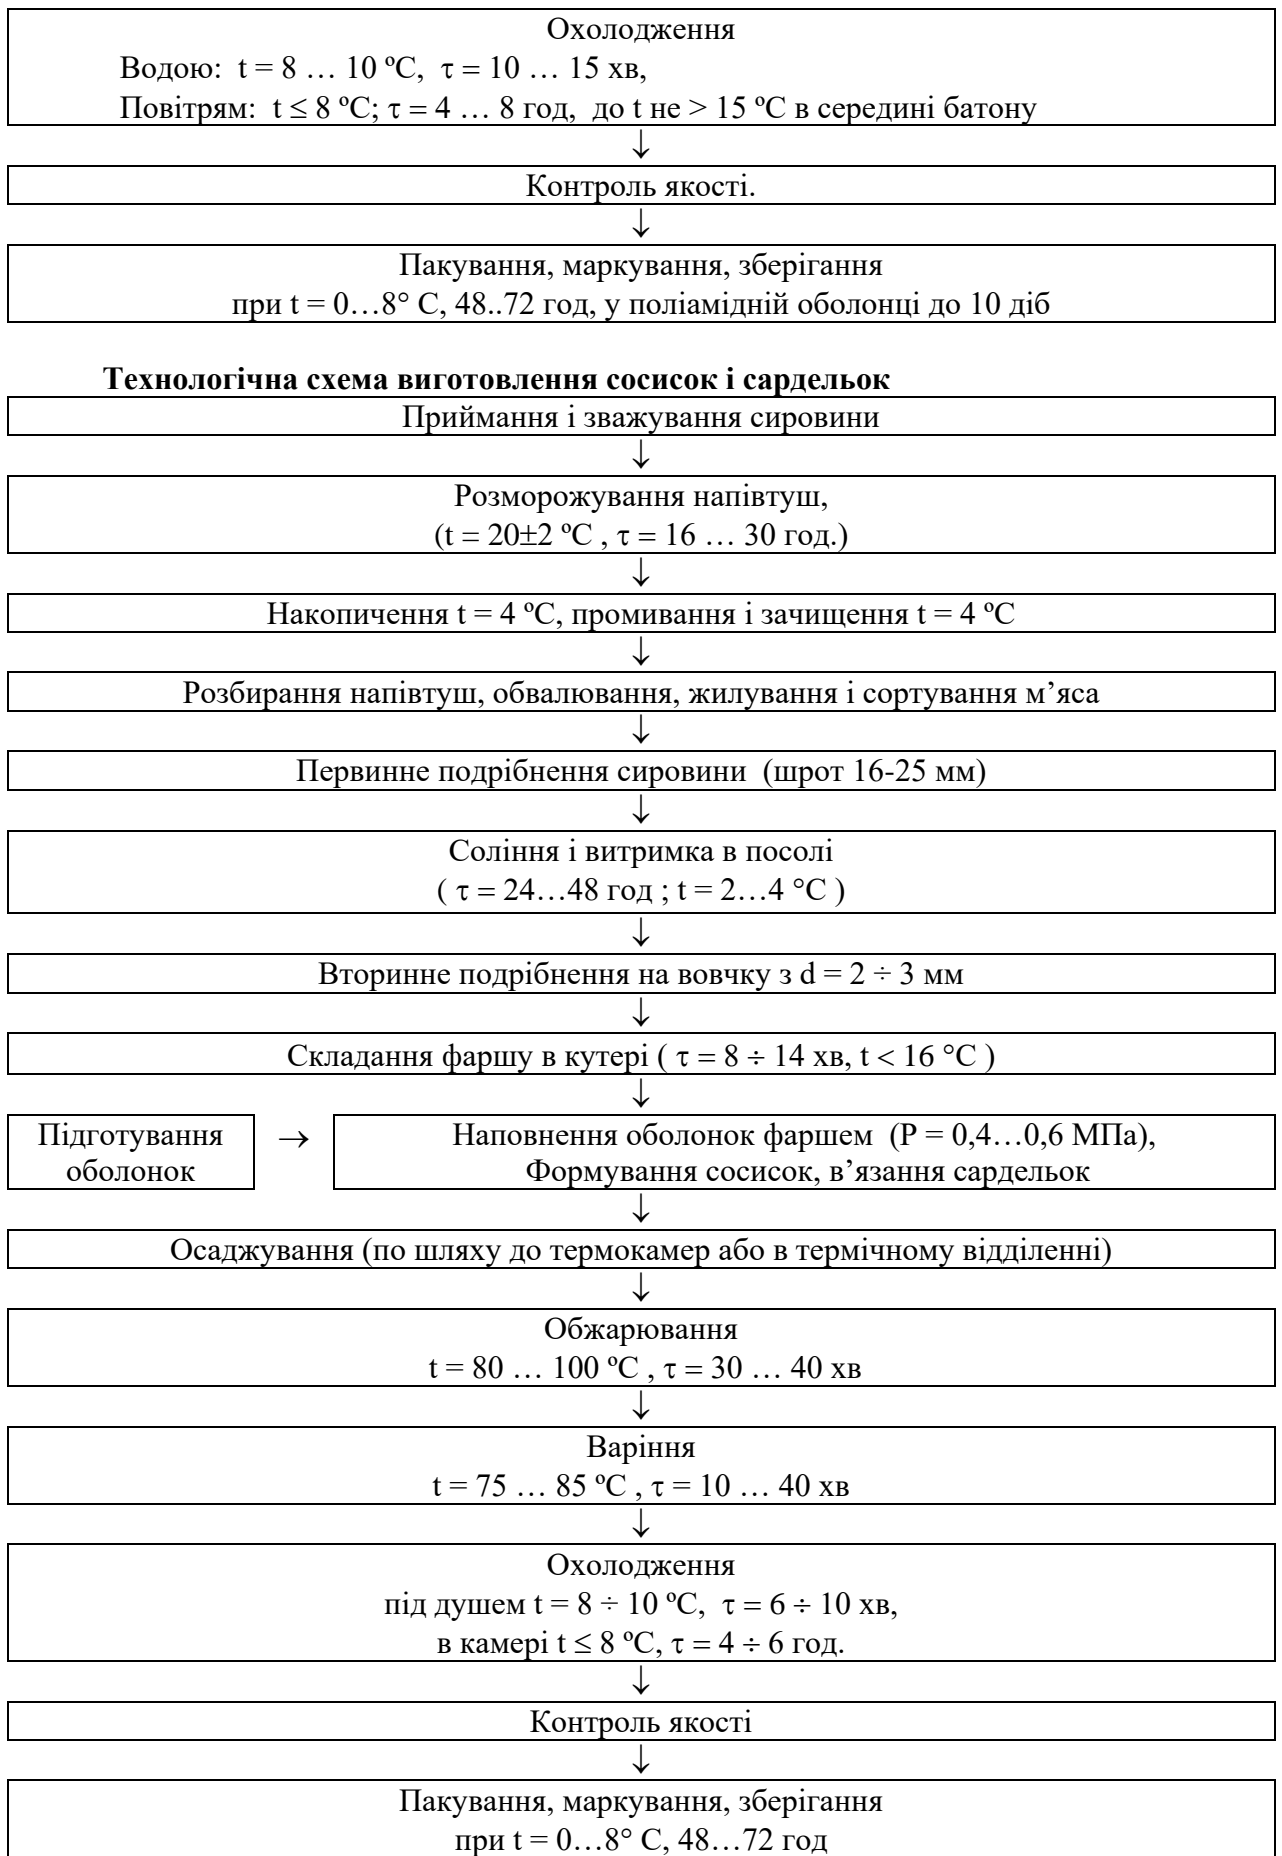 Охолодження
Водою: t = 8 … 10 ºС, τ = 10 … 15 хв,
Повітрям: t ≤ 8 ºС; τ = 4 … 8 год, до t не > 15 ºС в середині батону
↓
Контроль якості.
↓
Пакування, маркування, зберігання
при t = 0…8° С, 48..72 год, у поліамідній оболонці до 10 діб
Технологічна схема виготовлення сосисок і сардельок
Приймання і зважування сировини
↓
Розморожування напівтуш,
(t = 20±2 ºС , τ = 16 … 30 год.)
↓
Накопичення t = 4 ºС, промивання і зачищення t = 4 ºС
↓
Розбирання напівтуш, обвалювання, жилування і сортування м’яса
↓
Первинне подрібнення сировини (шрот 16-25 мм)
↓
Соління і витримка в посолі
( τ = 24…48 год ; t = 2…4 °С )
↓
Вторинне подрібнення на вовчку з d = 2 ÷ 3 мм
↓
Складання фаршу в кутері ( τ = 8 ÷ 14 хв, t < 16 °С )
↓
Підготування
оболонок
→
Наповнення оболонок фаршем (Р = 0,4…0,6 МПа),
Формування сосисок, в’язання сардельок
↓
Осаджування (по шляху до термокамер або в термічному відділенні)
↓
Обжарювання
t = 80 … 100 ºС , τ = 30 … 40 хв
↓
Варіння
t = 75 … 85 ºС , τ = 10 … 40 хв
↓
Охолодження
під душем t = 8 ÷ 10 ºС, τ = 6 ÷ 10 хв,
в камері t ≤ 8 ºС, τ = 4 ÷ 6 год.
↓
Контроль якості
↓
Пакування, маркування, зберігання
при t = 0…8° С, 48…72 год